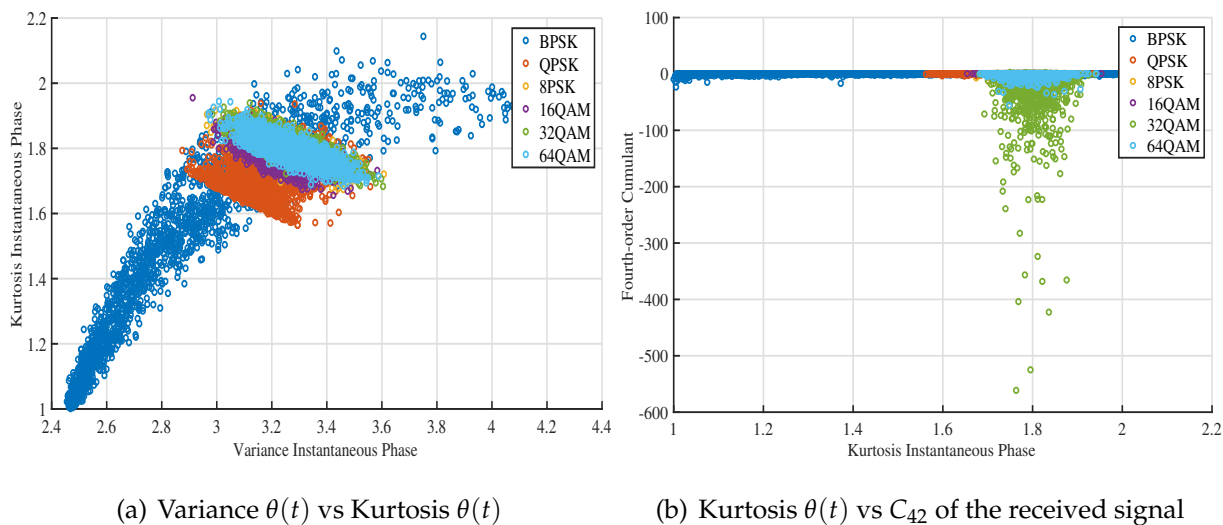 2.2
2
1.8
1.6
1.4
1.2
1
Kurtosis Instantaneous Phase
2.4 2.6 2.8 3 3.2 3.4 3.6 3.8 4 4.2 4.4
Variance Instantaneous Phase
BPSK
QPSK
8PSK
16QAM
32QAM
64QAM
(a) Variance θ(t) vs Kurtosis θ(t)
100
0
-100
-200
-300
-400
-500
-600
Fourth-order Cumulant
1 1.2 1.4 1.6 1.8 2 2.2
Kurtosis Instantaneous Phase
BPSK
QPSK
8PSK
16QAM
32QAM
64QAM
(b) Kurtosis θ(t) vs C42 of the received signal